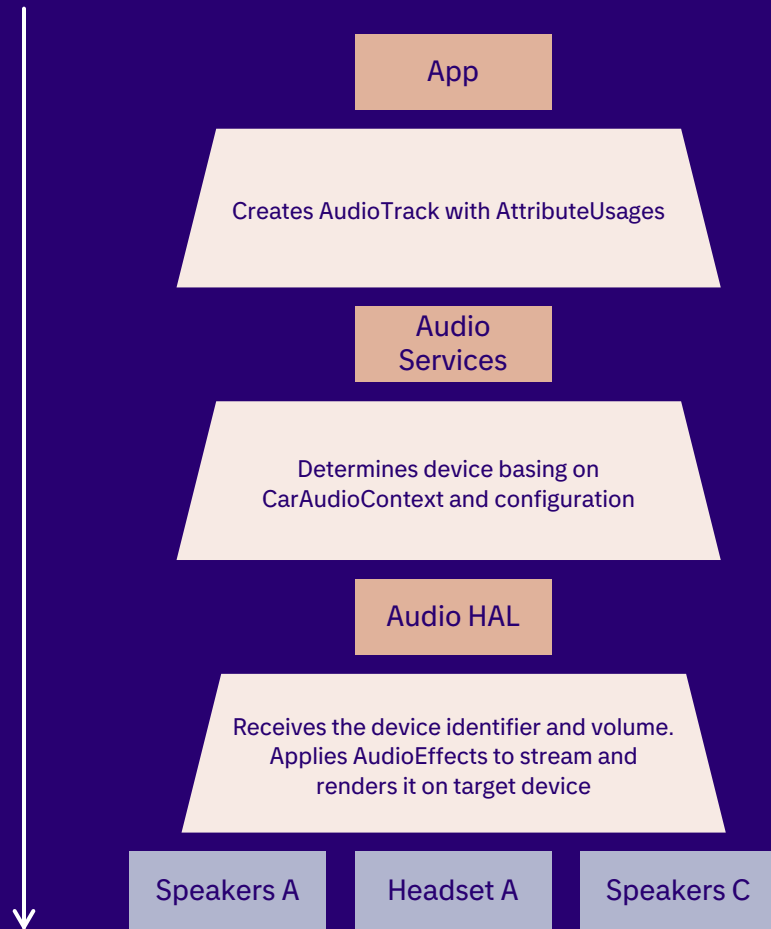 App
Creates AudioTrack with AttributeUsages
Audio
Services
Determines device basing on
CarAudioContext and configuration
Audio HAL
Receives the device identifier and volume.
Applies AudioEffects to stream and
renders it on target device
Speakers A
Headset A
Speakers C